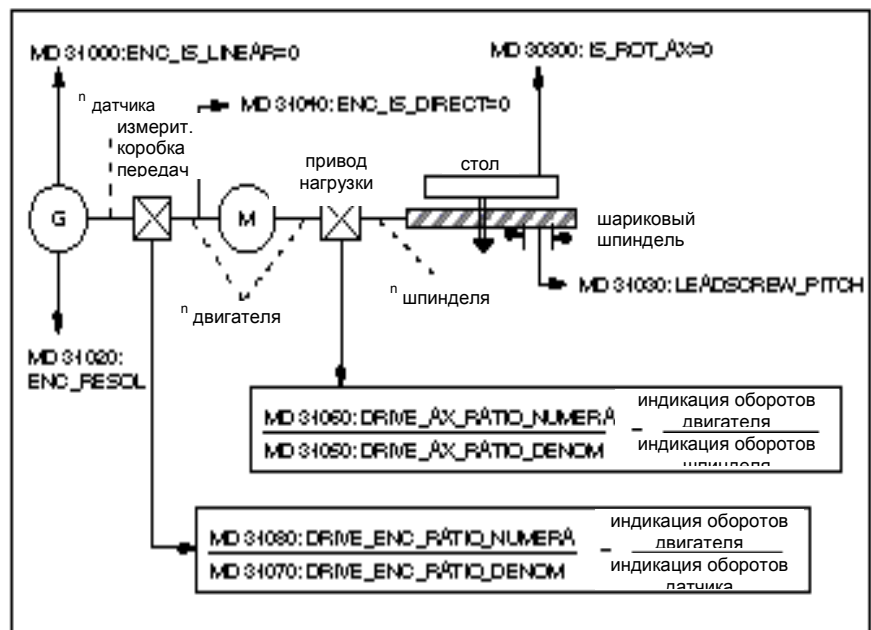 MD 31000:ENC_IS_LINEAR=0
MD 30300: IS_ROT_AX=0
n датчика
измерит.
коробка
передач
MD 31040: ENC_IS_DIRECT=0
привод
нагрузки
стол
G
M
шариковый
шпиндель
n двигателя
n шпинделя
MD 31030: LEADSCREW_PITCH
MD 31020:
ENC_RESOL
MD 31060: DRIVE_AX_RATIO_NUMERA
MD 31050: DRIVE_AX_RATIO_DENOM
=
индикация оборотов
двигателя
индикация оборотов
шпинделя
MD 31080: DRIVE_ENC_RATIO_NUMERA
MD 31070: DRIVE_ENC_RATIO_DENOM
=
индикация оборотов
двигателя
индикация оборотов
датчика